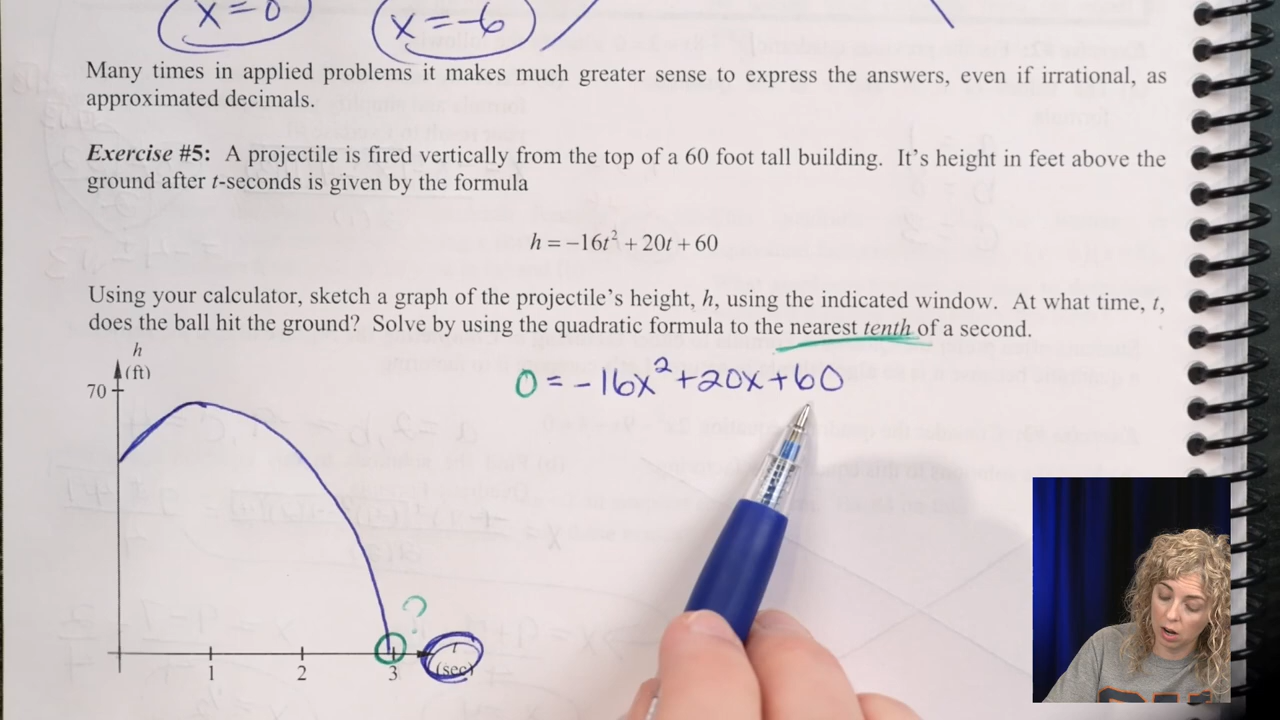 x=0 x=-6
Many times in applied problems it makes much greater sense to express the answers, even if irrational, as
approximated decimals.
Exercise #5: A projectile is fired vertically from the top of a 60 foot tall building. It's height in feet above the
ground after t-seconds is given by the formula
h = −16t² + 20t + 60
Using your calculator, sketch a graph of the projectile's height, h, using the indicated window. At what time, t,
does the ball hit the ground? Solve by using the quadratic formula to the nearest tenth of a second.
h
(ft)
70
0 = -16x² +20x+60
?
t
1 2 3 (sec)